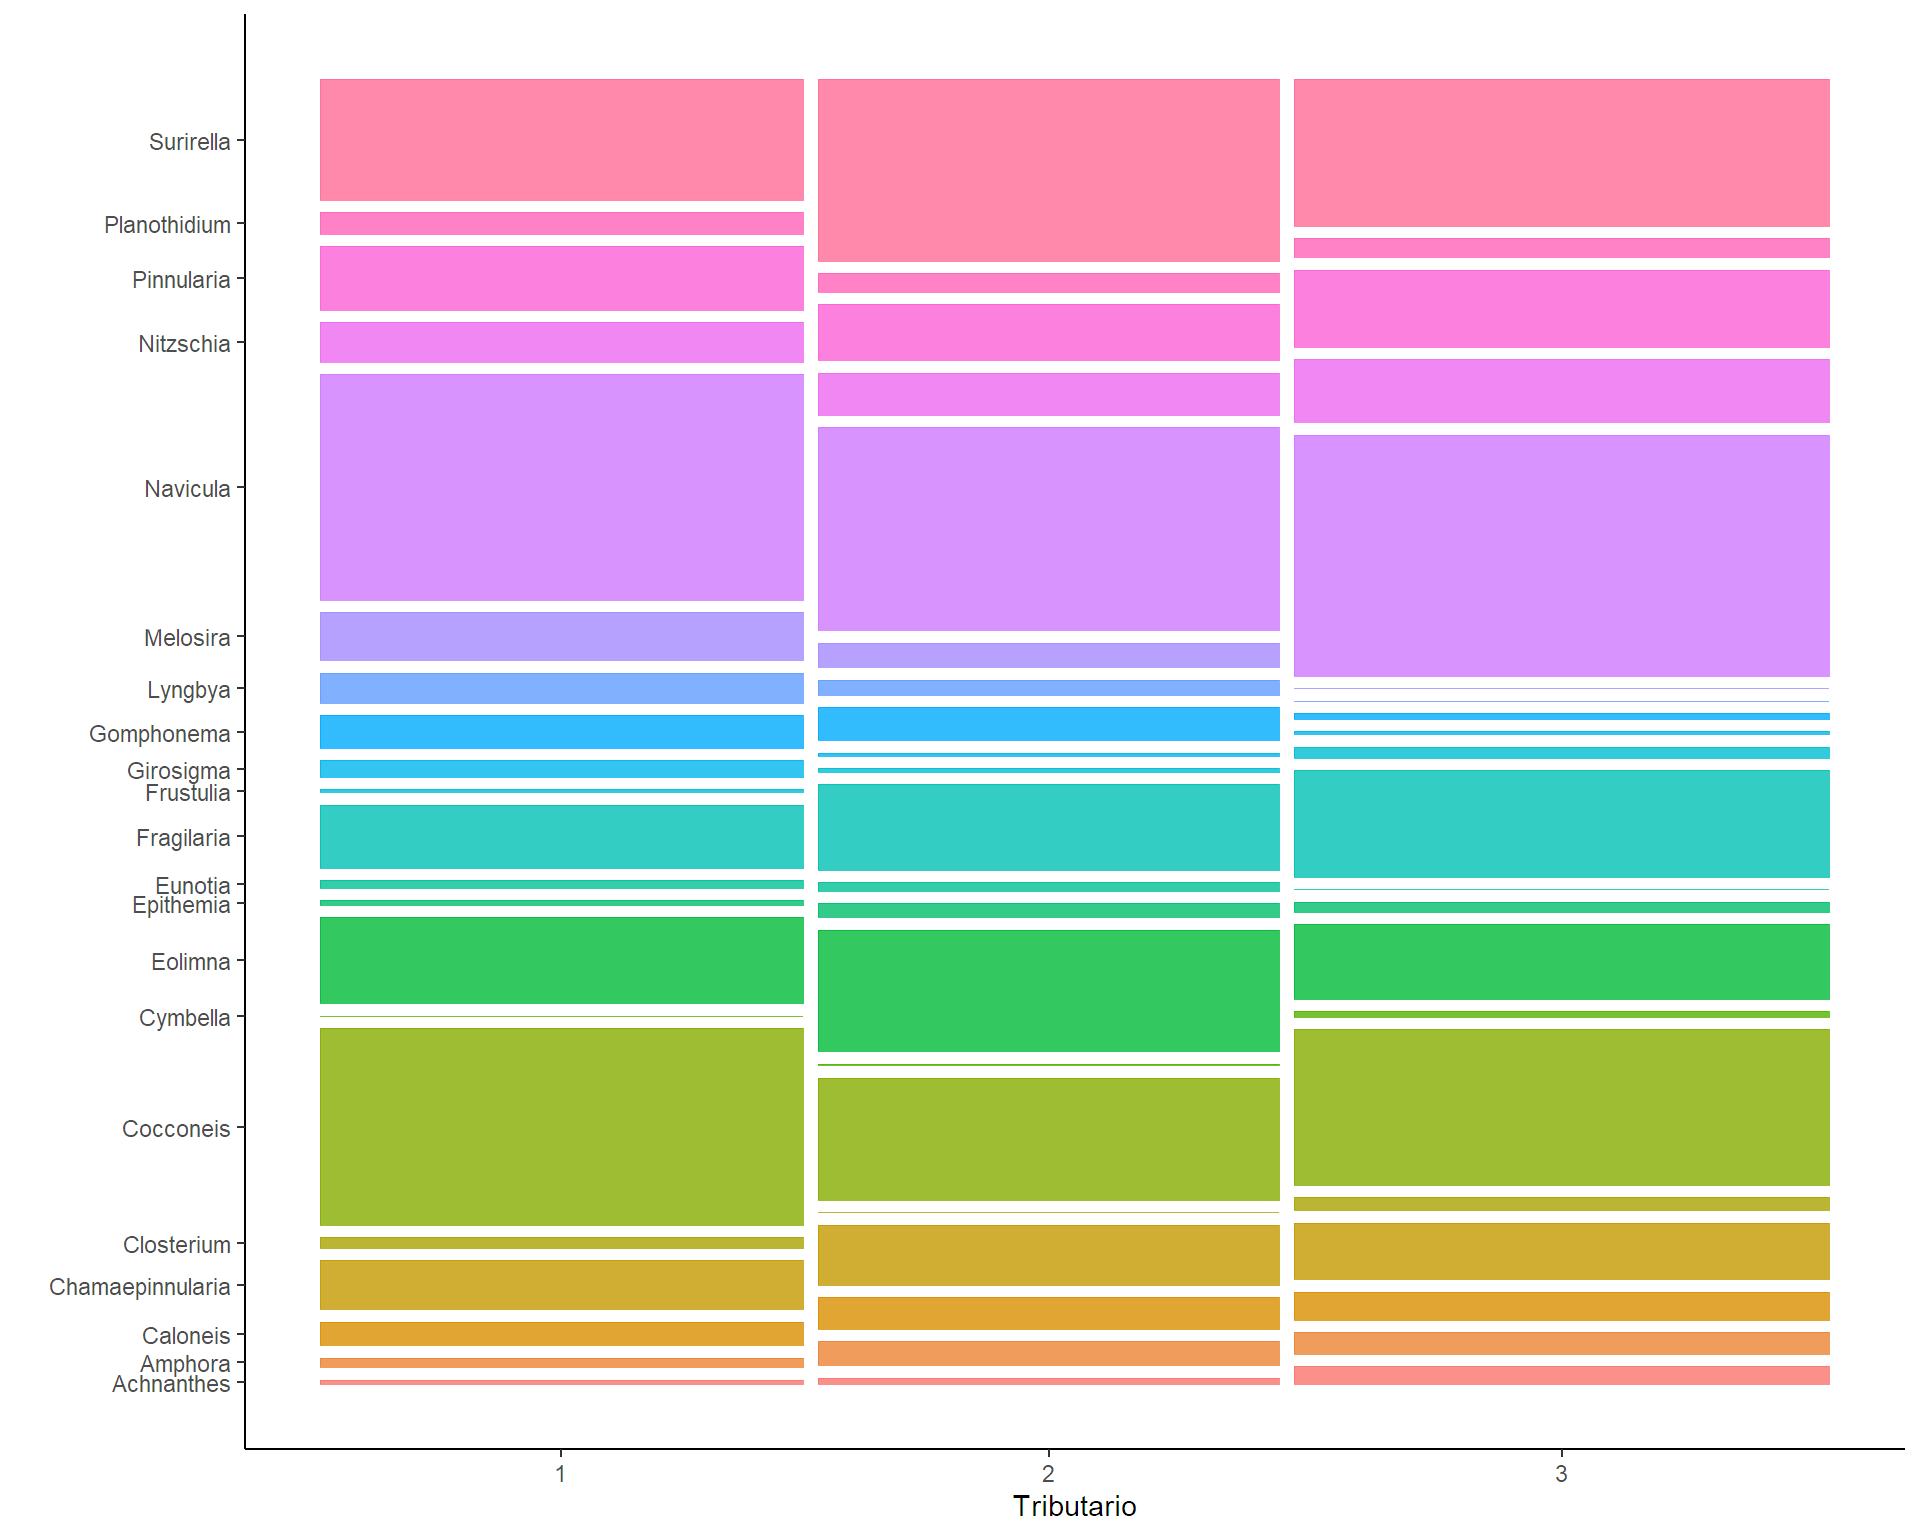 Surirella
Planothidium
Pinnularia
Nitzschia
Navicula
Melosira
Lyngbya
Gomphonema
Girosigma
Frustulia
Fragilaria
Eunotia
Epithemia
Eolimna
Cymbella
Cocconeis
Closterium
Chamaepinnularia
Caloneis
Amphora
Achnanthes
1 2 3
Tributario